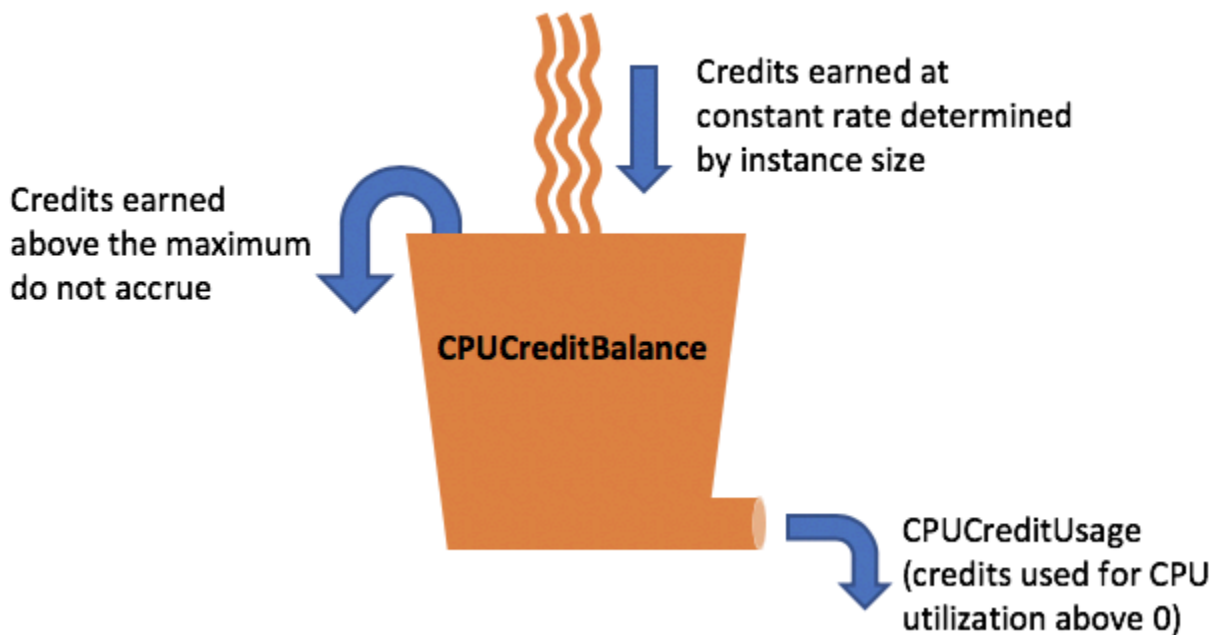 Credits earned at
constant rate determined
by instance size
Credits earned
above the maximum
do not accrue
CPUCreditBalance
CPUCreditUsage
(credits used for CPU
utilization above 0)